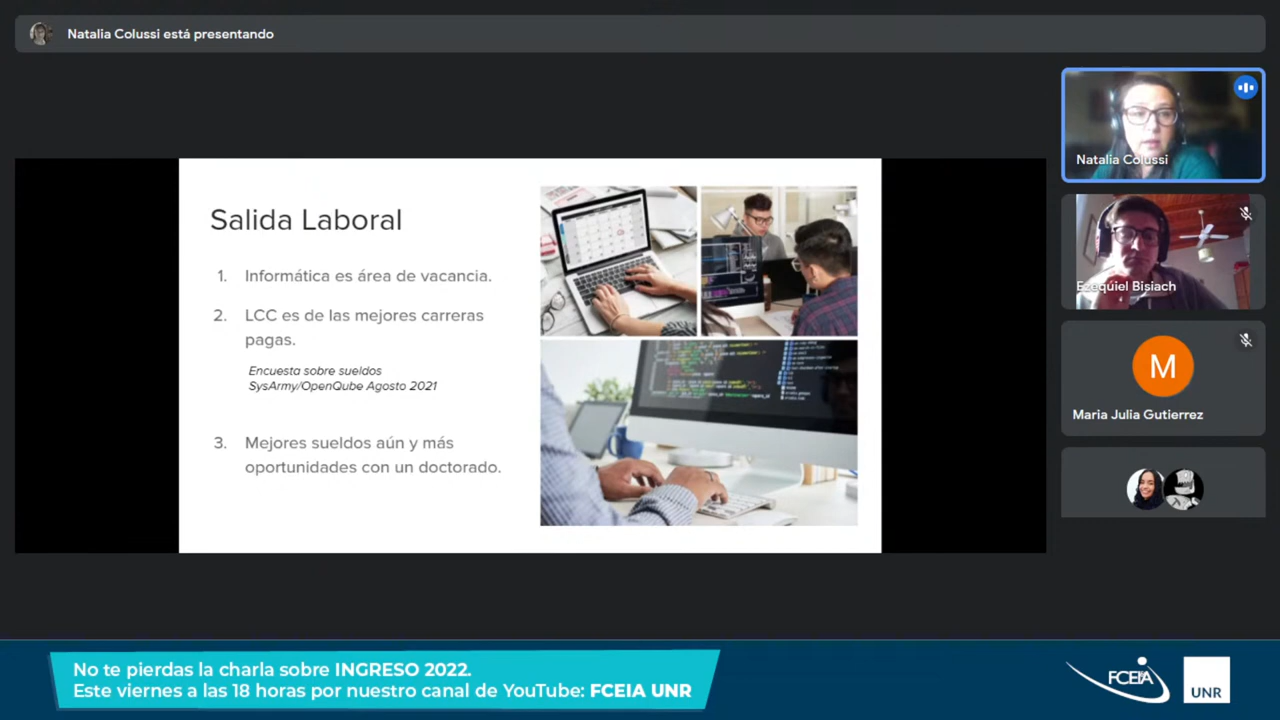 Natalia Colussi está presentando
Natalia Colussi
Ezequiel Bisiach
M
Maria Julia Gutierrez
Salida Laboral
1. Informática es área de vacancia.
2. LCC es de las mejores carreras
pagas.
Encuesta sobre sueldos
SysArmy/OpenQube Agosto 2021
3. Mejores sueldos aún y más
oportunidades con un doctorado.
No te pierdas la charla sobre INGRESO 2022.
Este viernes a las 18 horas por nuestro canal de YouTube: FCEIA UNR
FCEIA
UNR